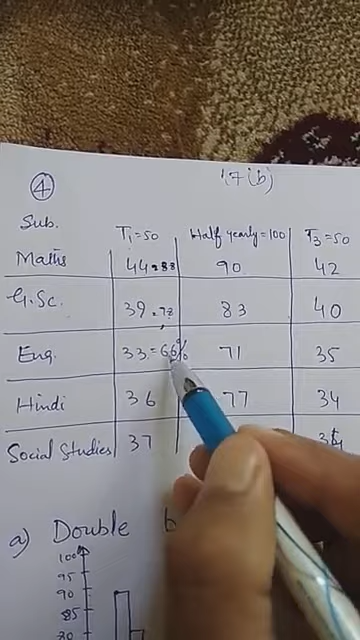 ④ 17(b)
Sub. T₁=50 Half yearly=100 T₃=50
Maths 44=88 90 42
G.Sc. 39.78 83 40
Eng. 33=66% 71 35
Hindi 36 77 34
Social Studies 37
a) Double b
100
95
90
85
80